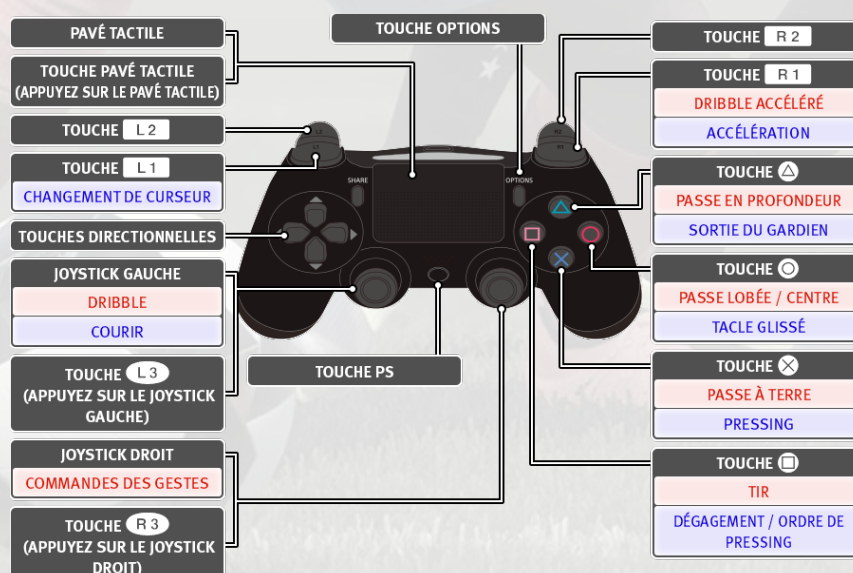 PAVÉ TACTILE
TOUCHE PAVÉ TACTILE
(APPUYEZ SUR LE PAVÉ TACTILE)
TOUCHE L2
TOUCHE L1
CHANGEMENT DE CURSEUR
TOUCHES DIRECTIONNELLES
JOYSTICK GAUCHE
DRIBBLE
COURIR
TOUCHE L3
(APPUYEZ SUR LE JOYSTICK
GAUCHE)
JOYSTICK DROIT
COMMANDES DES GESTES
TOUCHE R3
(APPUYEZ SUR LE JOYSTICK
DROIT)
TOUCHE OPTIONS
L2
L1
SHARE
OPTIONS
R2
R1
TOUCHE PS
TOUCHE R2
TOUCHE R1
DRIBBLE ACCÉLÉRÉ
ACCÉLÉRATION
TOUCHE △
PASSE EN PROFONDEUR
SORTIE DU GARDIEN
TOUCHE ○
PASSE LOBÉE / CENTRE
TACLE GLISSÉ
TOUCHE ✕
PASSE À TERRE
PRESSING
TOUCHE □
TIR
DÉGAGEMENT / ORDRE DE
PRESSING